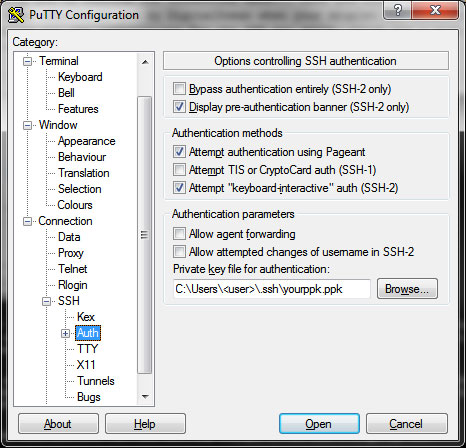 PuTTY Configuration
Category:
Terminal
Keyboard
Bell
Features
Window
Appearance
Behaviour
Translation
Selection
Colours
Connection
Data
Proxy
Telnet
Rlogin
SSH
Kex
Auth
TTY
X11
Tunnels
Bugs
Options controlling SSH authentication
Bypass authentication entirely (SSH-2 only)
Display pre-authentication banner (SSH-2 only)
Authentication methods
Attempt authentication using Pageant
Attempt TIS or CryptoCard auth (SSH-1)
Attempt "keyboard-interactive" auth (SSH-2)
Authentication parameters
Allow agent forwarding
Allow attempted changes of username in SSH-2
Private key file for authentication:
C:\Users\<user>\.ssh\yourppk.ppk
Browse...
About
Help
Open
Cancel